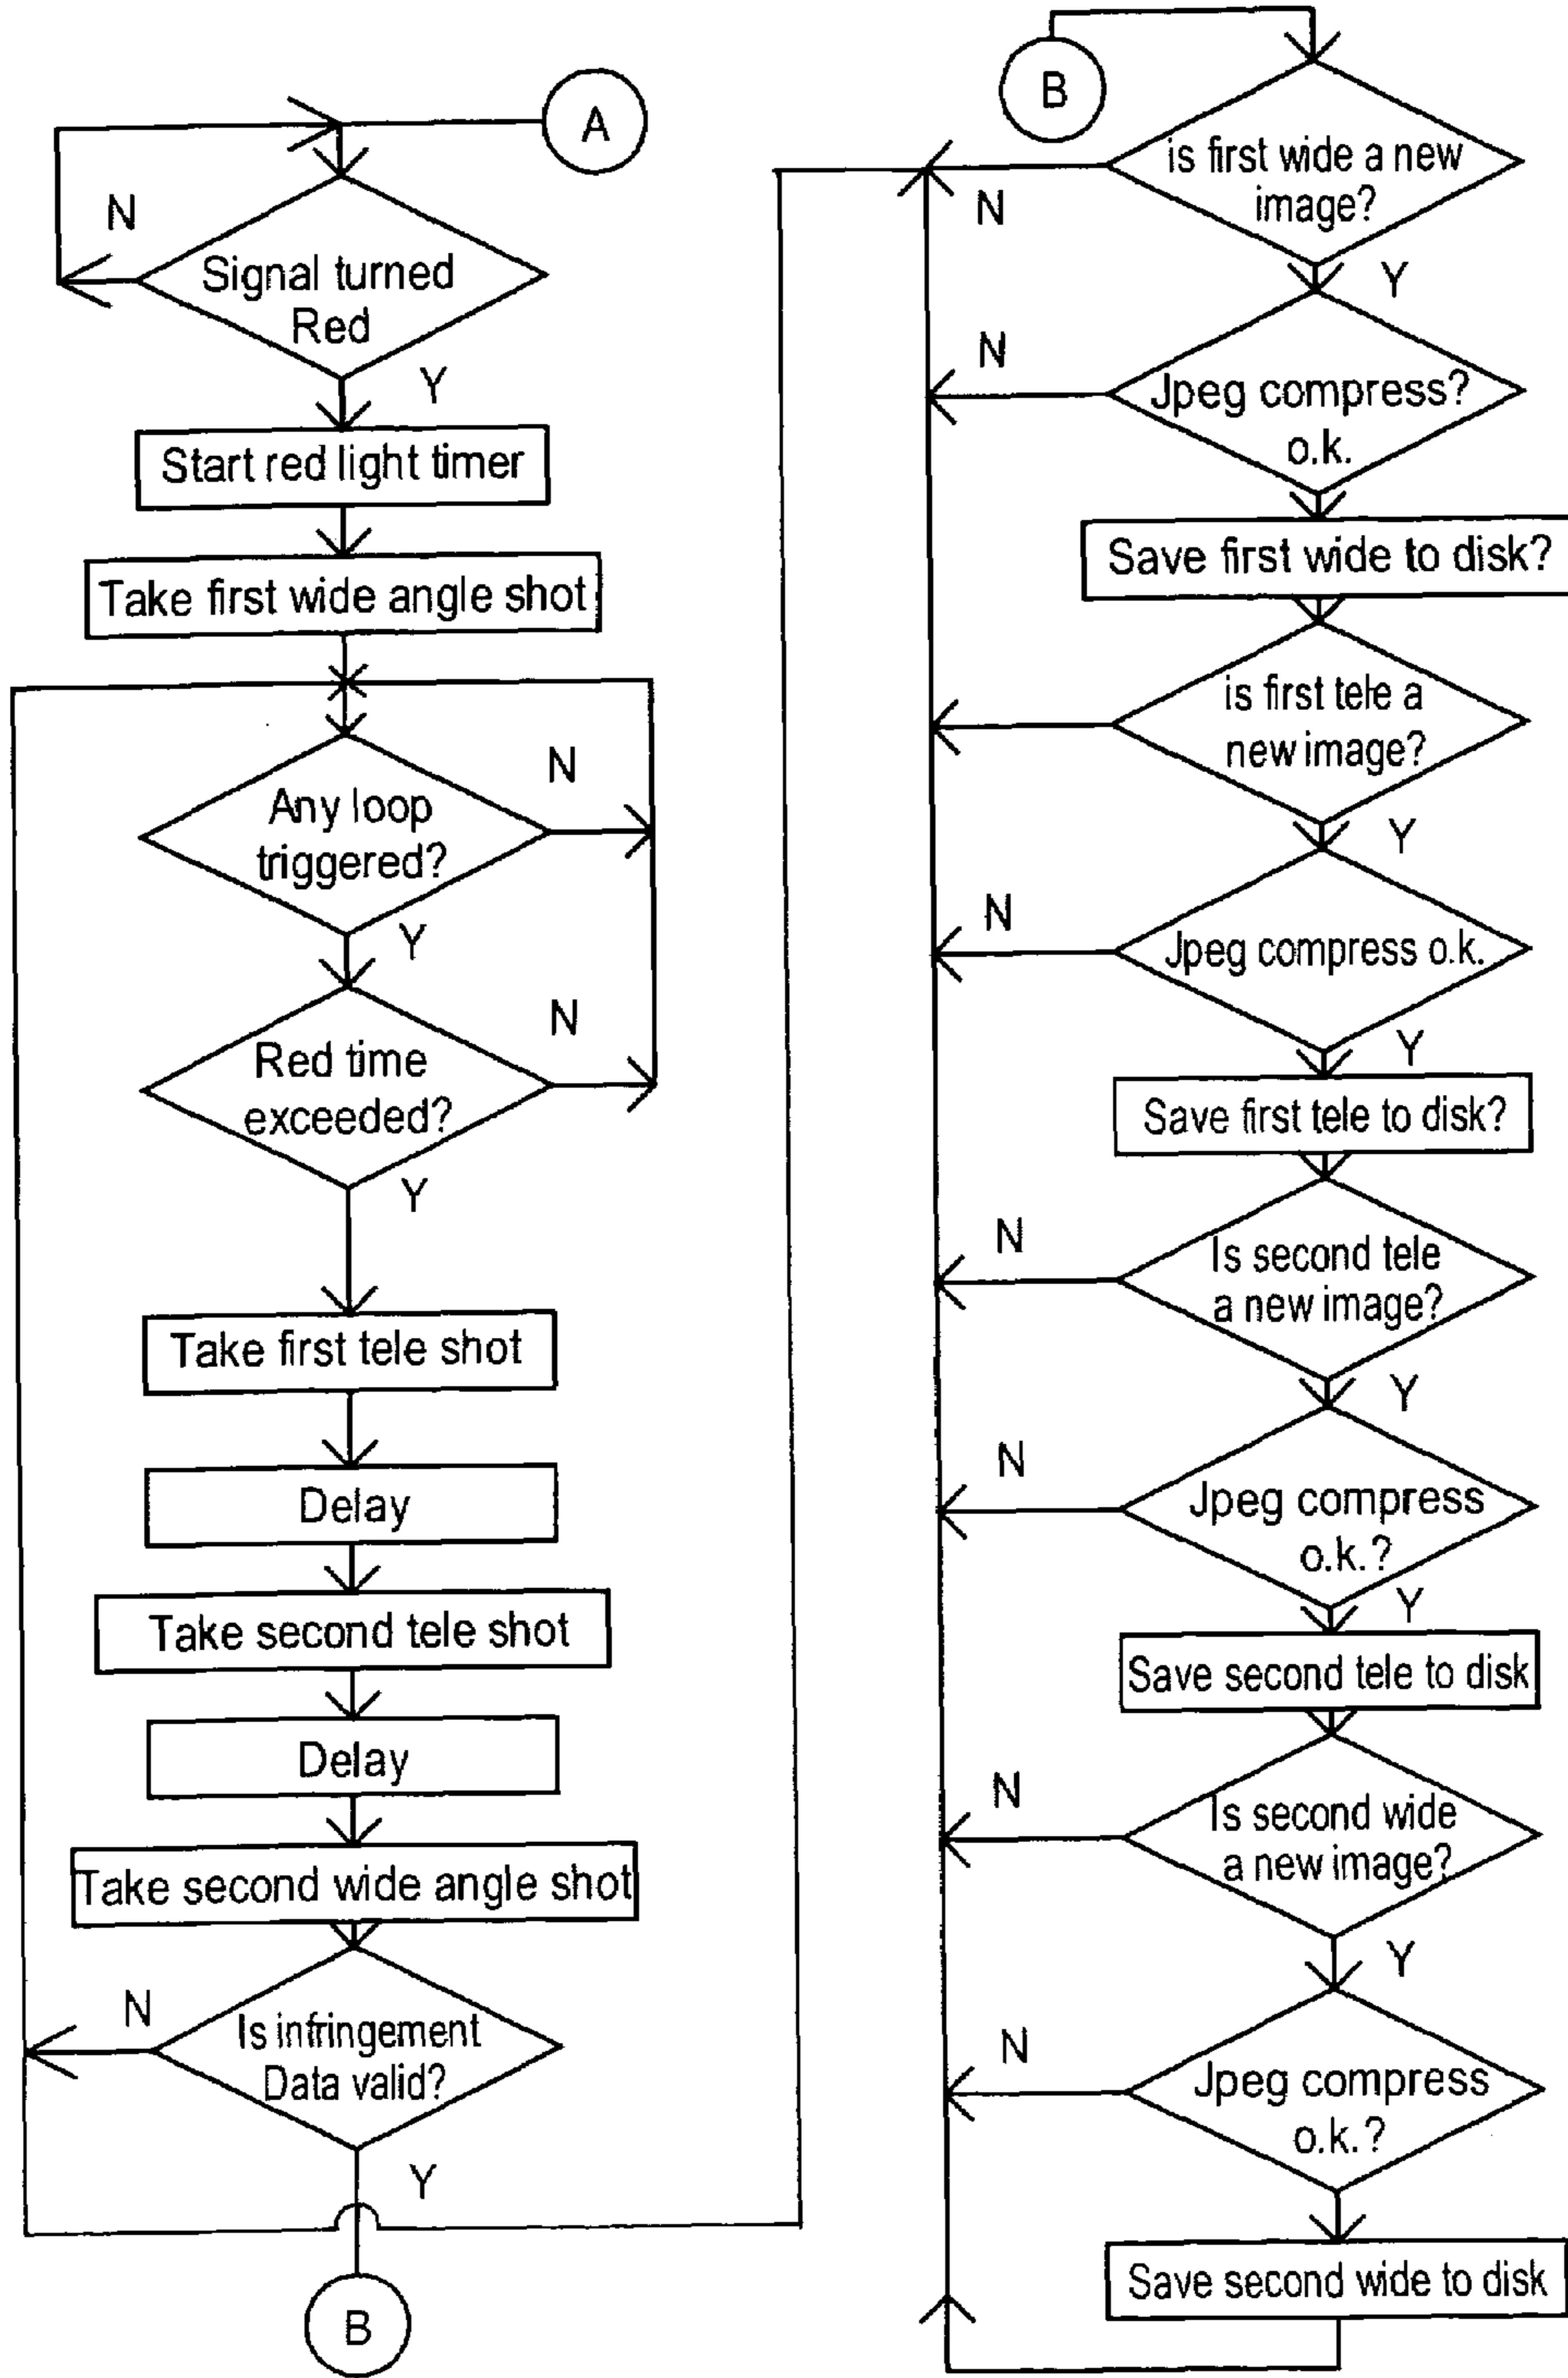 A
N
Signal turned
Red
Y
Start red light timer
Take first wide angle shot
N
Any loop
triggered?
Y
N
Red time
exceeded?
Y
Take first tele shot
Delay
Take second tele shot
Delay
Take second wide angle shot
N
Is infringement
Data valid?
Y
B
B
is first wide a new
image?
N
Y
N
Jpeg compress?
o.k.
Save first wide to disk?
is first tele a
new image?
Y
N
Jpeg compress o.k.
Y
Save first tele to disk?
N
Is second tele
a new image?
Y
N
Jpeg compress
o.k.?
Y
Save second tele to disk
N
Is second wide
a new image?
Y
N
Jpeg compress
o.k.?
Save second wide to disk